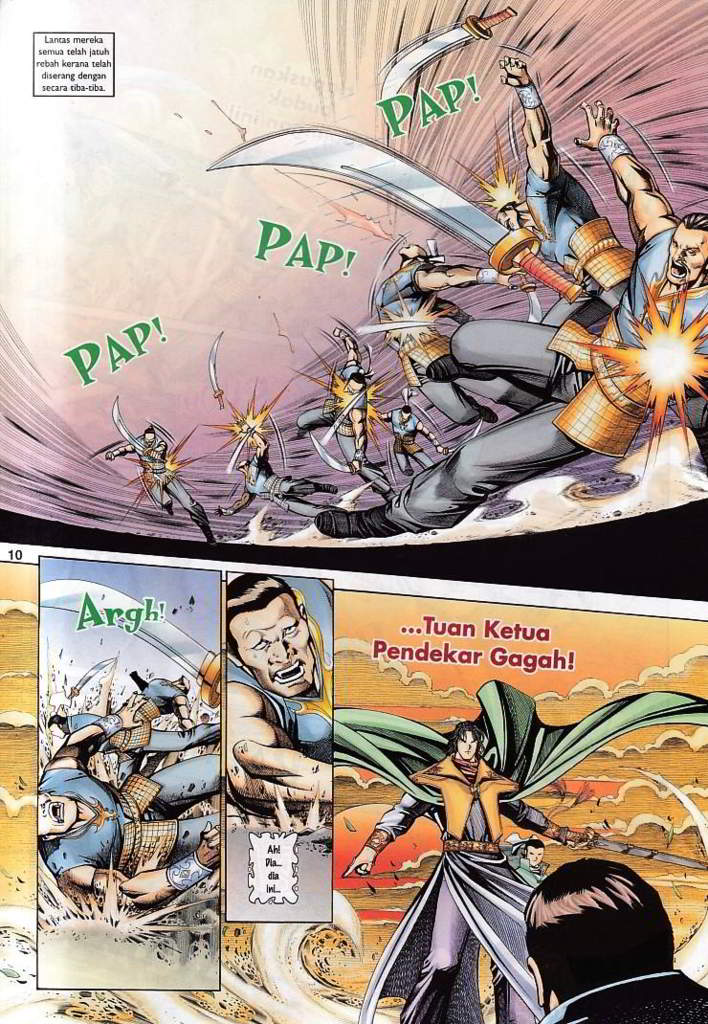 Lantas mereka
semua telah jatuh
rebah kerana telah
diserang dengan
secara tiba-tiba.
PAP!
PAP!
PAP!
10
Argh!
Ah!
Dia...
dia
ini...
...Tuan Ketua
Pendekar Gagah!